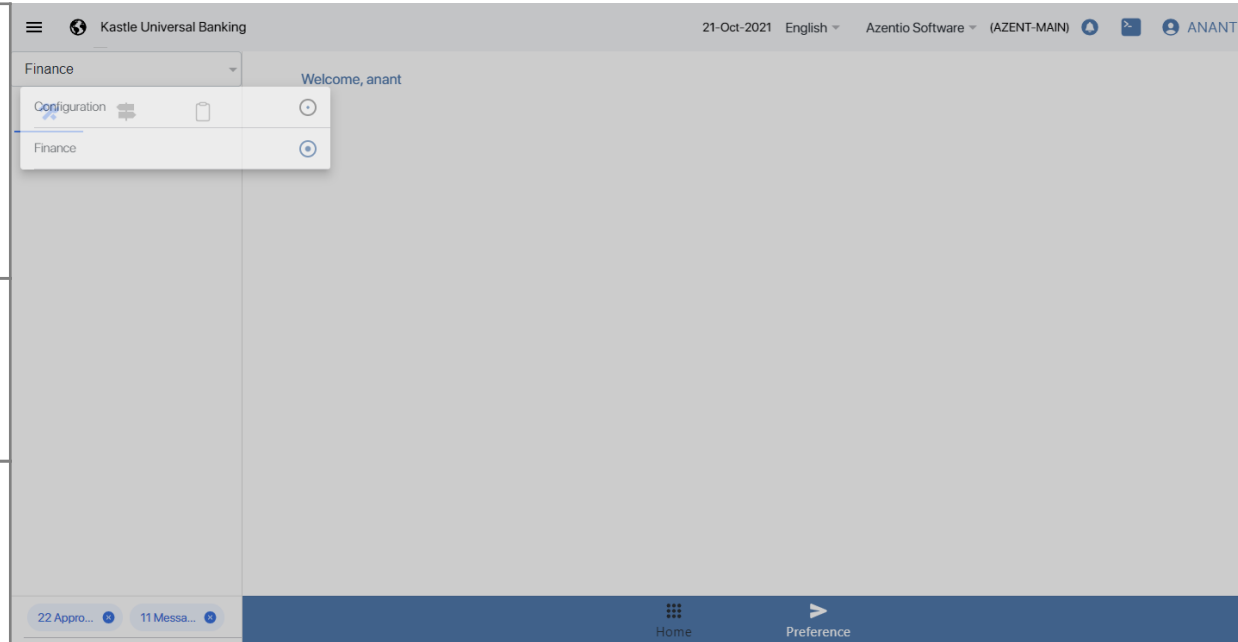 Kastle Universal Banking 21-Oct-2021 English Azentio Software (AZENT-MAIN) ANANT
Finance
Welcome, anant
Configuration
Finance
22 Appro... 11 Messa...
Home Preference